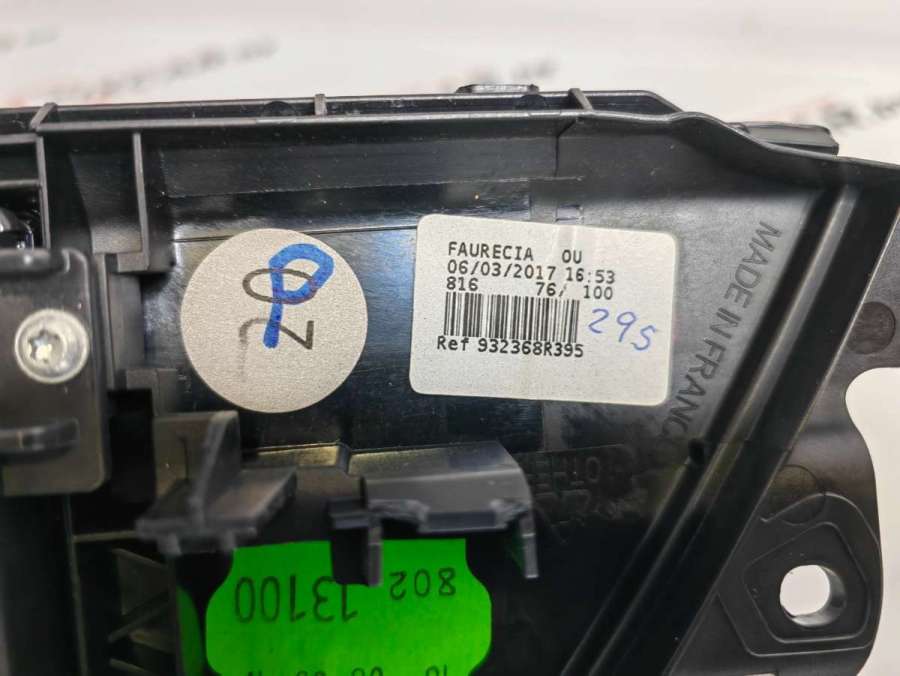 FAURECIA OU
06/03/2017 16:53
816 76/ 100
295
Ref 932368R395
MADE IN FRANC
802 13100